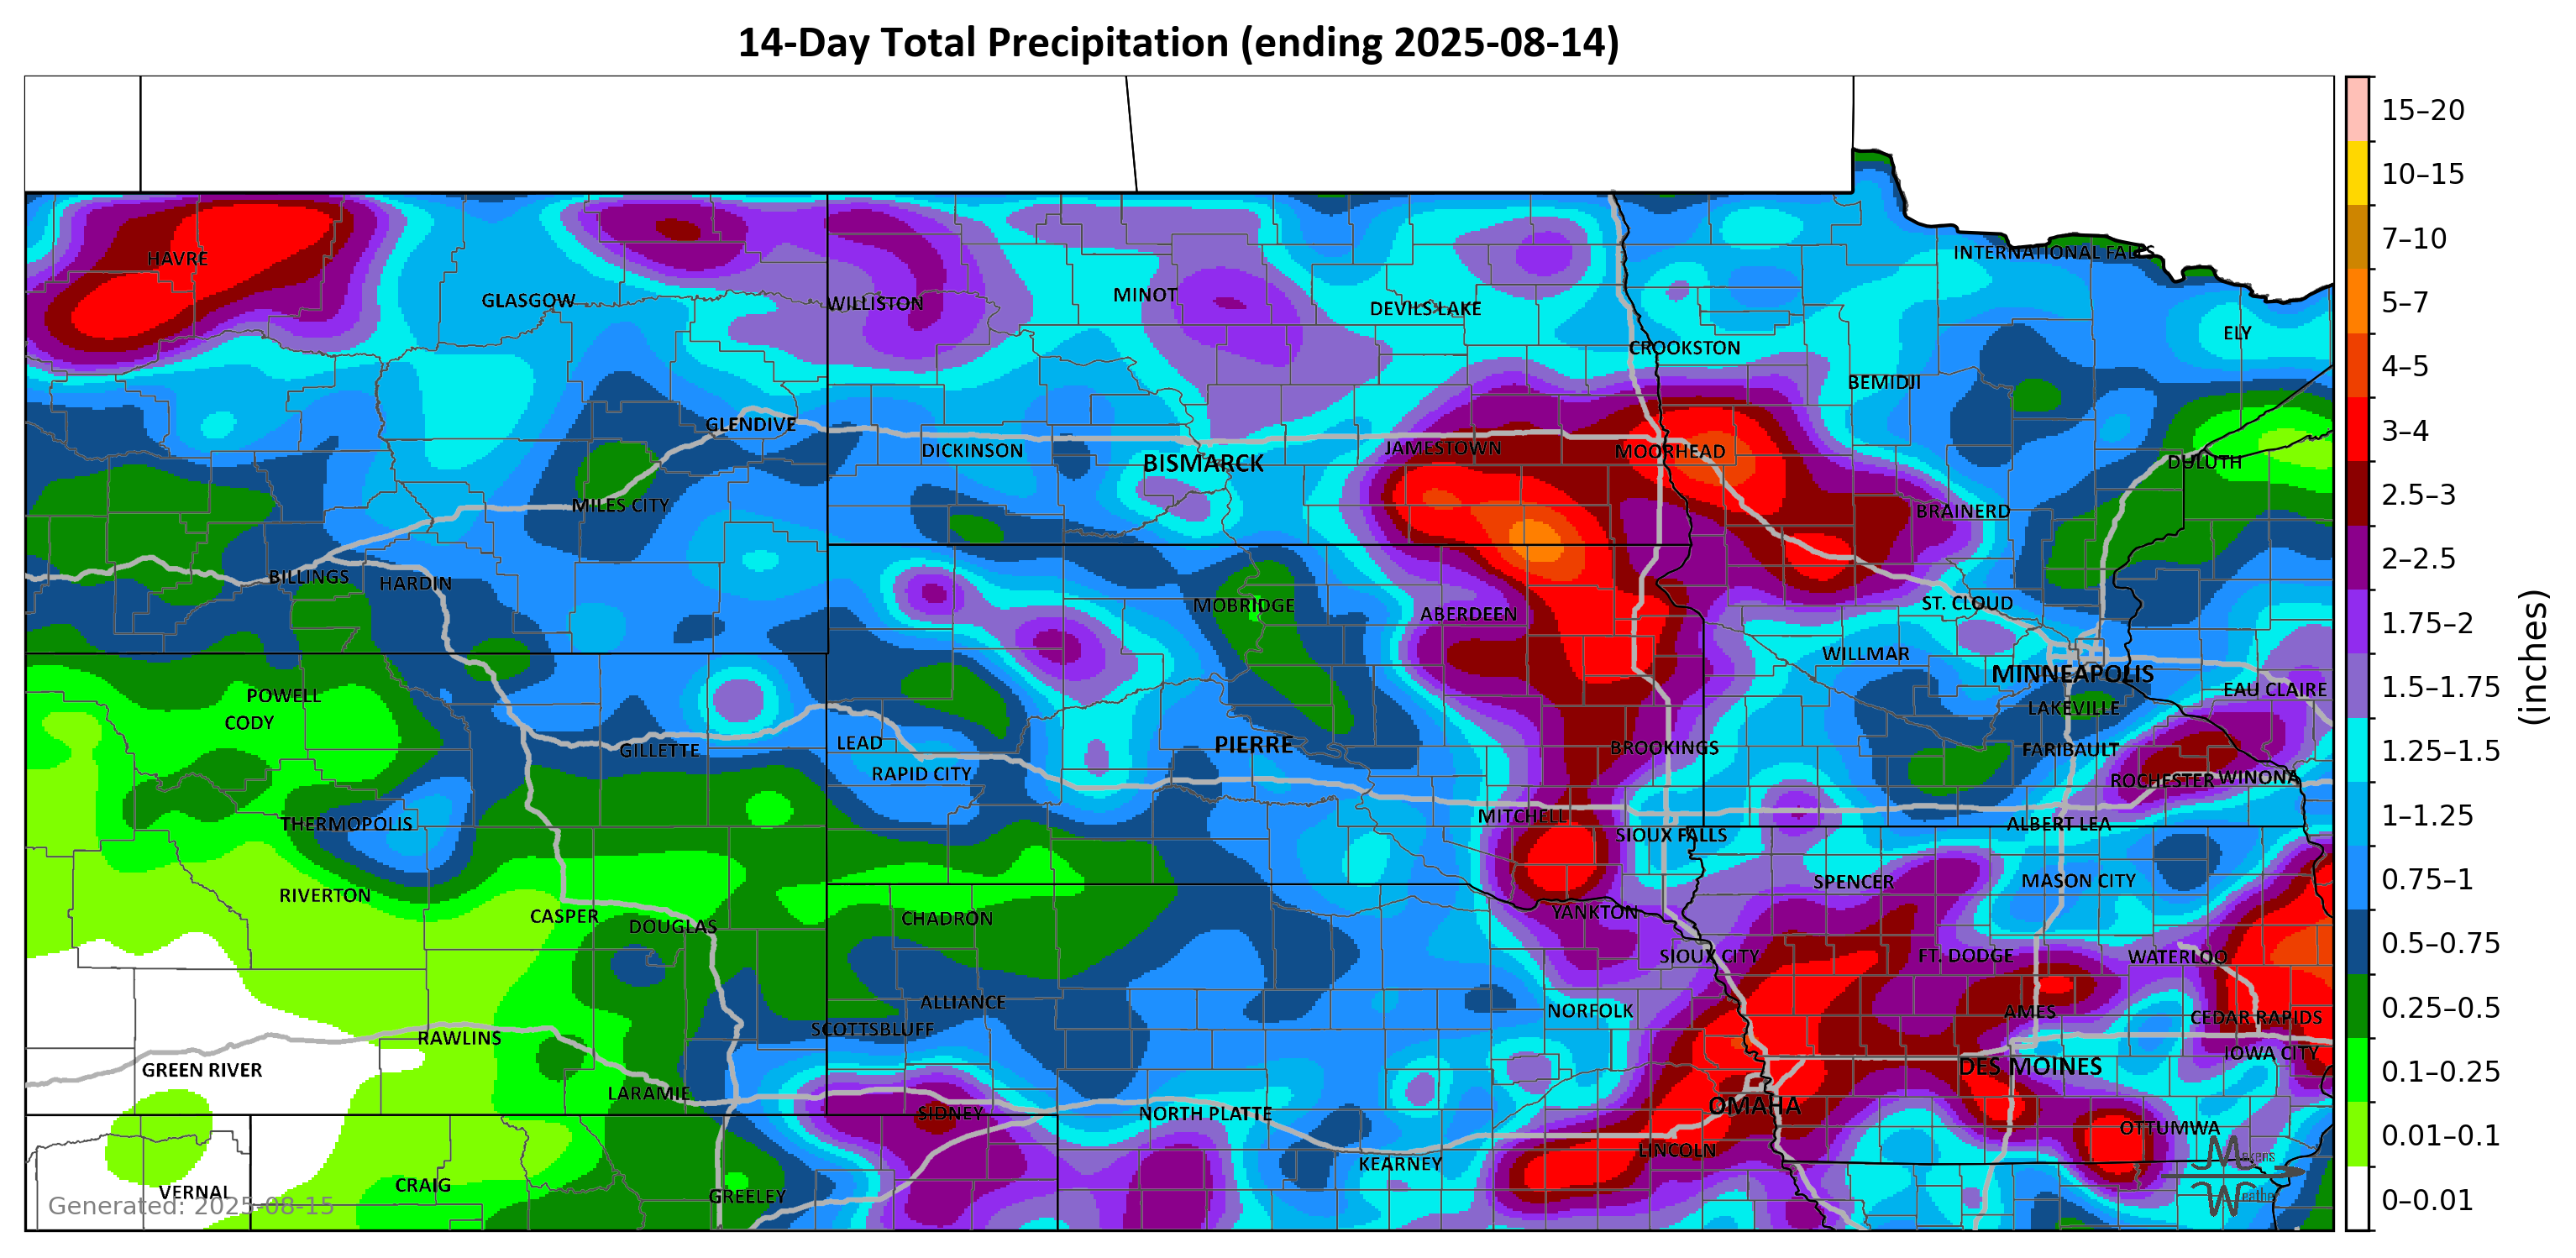 14-Day Total Precipitation (ending 2025-08-14)
HAVRE
GLASGOW
WILLISTON
MINOT
DEVILS LAKE
CROOKSTON
BEMIDJI
INTERNATIONAL FALLS
ELY
GLENDIVE
DICKINSON
BISMARCK
JAMESTOWN
MOORHEAD
DULUTH
MILES CITY
BRAINERD
BILLINGS
HARDIN
MOBRIDGE
ABERDEEN
ST. CLOUD
WILLMAR
MINNEAPOLIS
EAU CLAIRE
POWELL
CODY
LAKEVILLE
GILLETTE
LEAD
PIERRE
BROOKINGS
FARIBAULT
RAPID CITY
ROCHESTER
WINONA
THERMOPOLIS
MITCHELL
SIOUX FALLS
ALBERT LEA
RIVERTON
SPENCER
MASON CITY
CASPER
DOUGLAS
CHADRON
YANKTON
SIOUX CITY
FT. DODGE
WATERLOO
ALLIANCE
NORFOLK
AMES
CEDAR RAPIDS
SCOTTSBLUFF
RAWLINS
IOWA CITY
GREEN RIVER
DES MOINES
LARAMIE
SIDNEY
NORTH PLATTE
OMAHA
OTTUMWA
LINCOLN
KEARNEY
VERNAL
CRAIG
GREELEY
Generated: 2025-08-15
Makens
Weather
15–20
10–15
7–10
5–7
4–5
3–4
2.5–3
2–2.5
1.75–2
1.5–1.75
1.25–1.5
1–1.25
0.75–1
0.5–0.75
0.25–0.5
0.1–0.25
0.01–0.1
0–0.01
(inches)